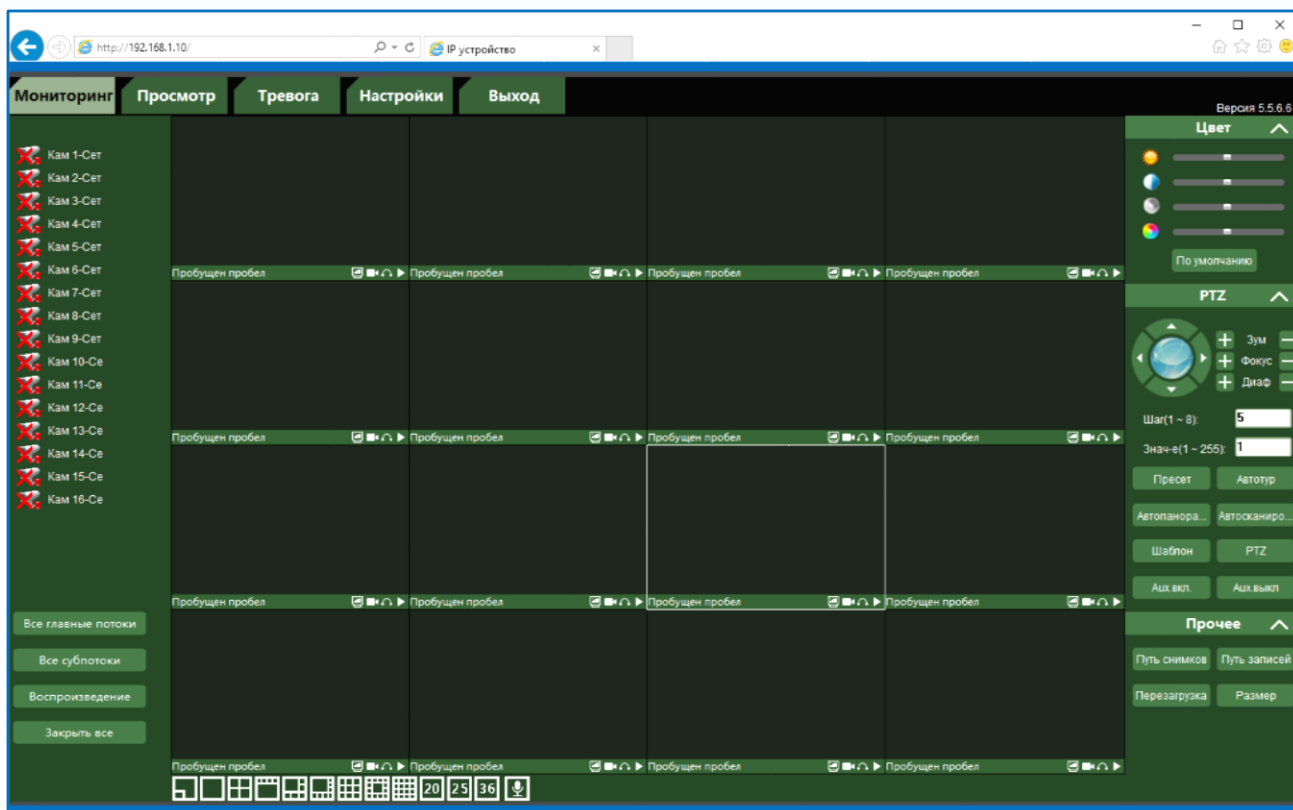 http://192.168.1.10/
IP устройство
Мониторинг Просмотр Тревога Настройки Выход
Версия 5.5.6.6
Кам 1-Сет
Кам 2-Сет
Кам 3-Сет
Кам 4-Сет
Кам 5-Сет
Кам 6-Сет
Кам 7-Сет
Кам 8-Сет
Кам 9-Сет
Кам 10-Се
Кам 11-Се
Кам 12-Се
Кам 13-Се
Кам 14-Се
Кам 15-Се
Кам 16-Се
Все главные потоки
Все субпотоки
Воспроизведение
Закрыть все
Пробущен пробел Пробущен пробел Пробущен пробел Пробущен пробел
Пробущен пробел Пробущен пробел Пробущен пробел Пробущен пробел
Пробущен пробел Пробущен пробел Пробущен пробел Пробущен пробел
Пробущен пробел Пробущен пробел Пробущен пробел Пробущен пробел
20 25 36
Цвет
По умолчанию
PTZ
Зум
Фокус
Диаф
Шаг(1 ~ 8): 5
Знач-е(1 ~ 255): 1
Пресет Автотур
Автопанора... Автосканиро...
Шаблон PTZ
Aux.вкл. Aux.выкл
Прочее
Путь снимков Путь записей
Перезагрузка Размер